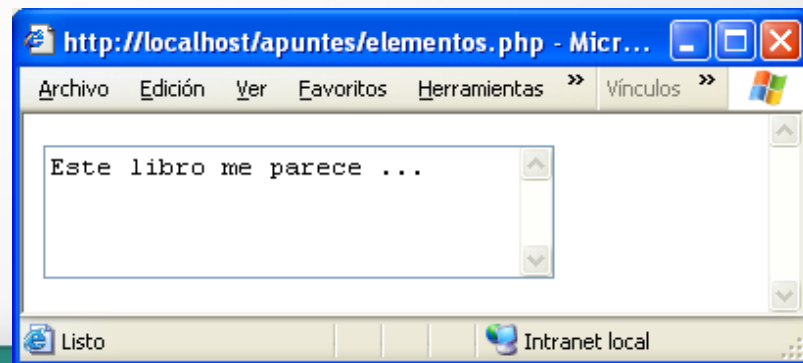 http://localhost/apuntes/elementos.php - Micr...
Archivo Edición Ver Favoritos Herramientas » Vínculos »
Este libro me parece ...
Listo Intranet local